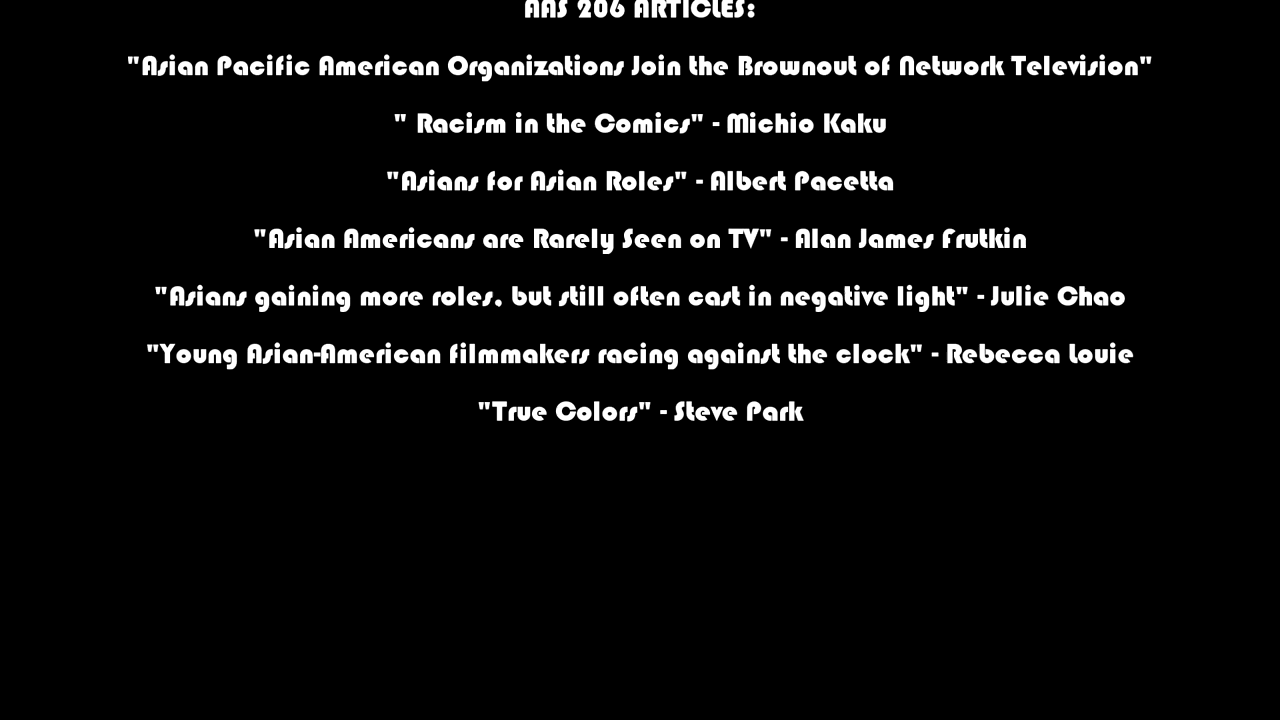 AAS 206 ARTICLES:
"Asian Pacific American Organizations Join the Brownout of Network Television"
" Racism in the Comics" - Michio Kaku
"Asians for Asian Roles" - Albert Pacetta
"Asian Americans are Rarely Seen on TV" - Alan James Frutkin
"Asians gaining more roles, but still often cast in negative light" - Julie Chao
"Young Asian-American filmmakers racing against the clock" - Rebecca Louie
"True Colors" - Steve Park